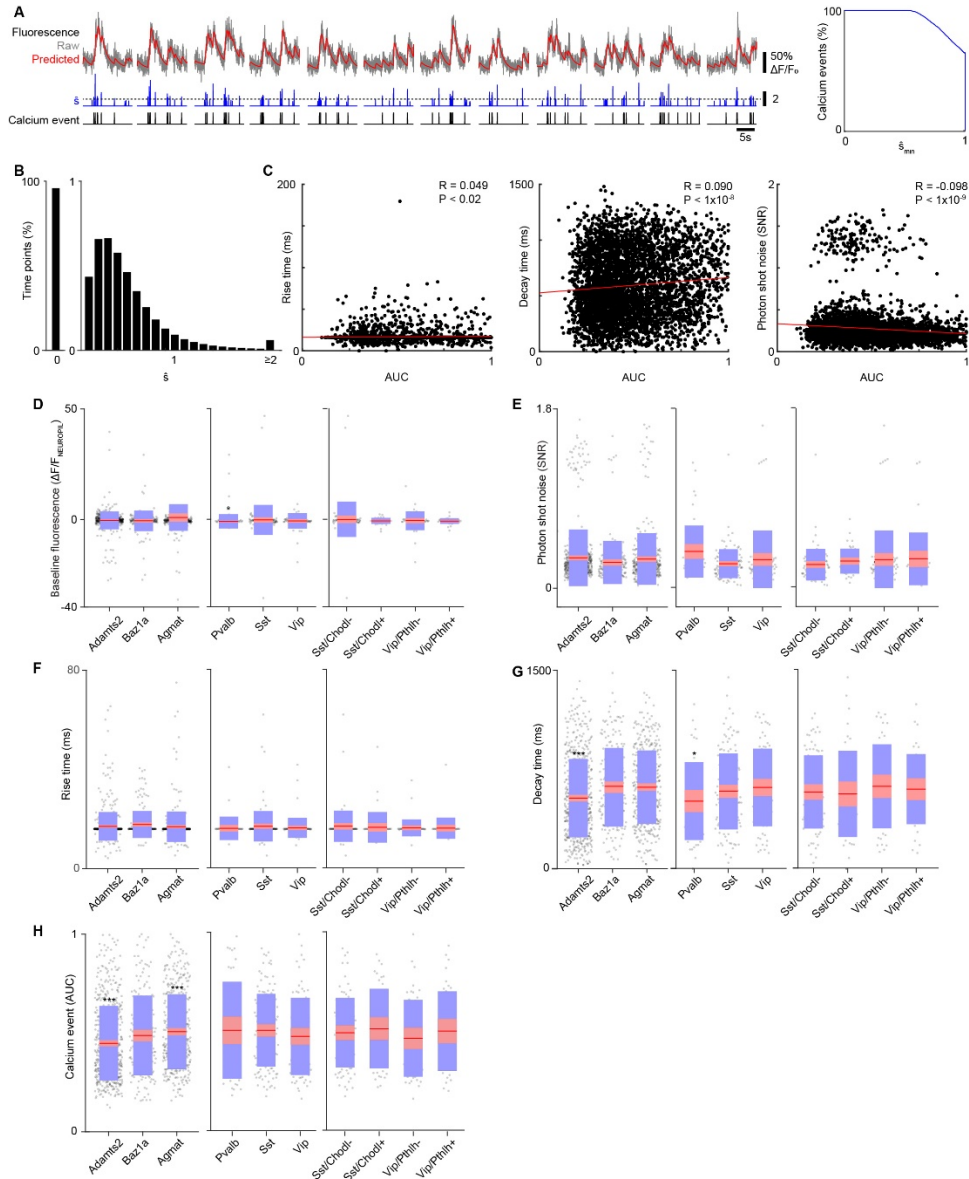 A
Fluorescence
Raw
Predicted
50%
ΔF/F₀
ŝ
2
Calcium event
5s
Calcium events (%)
100
0
0
1
ŝmin
B
Time points (%)
100
0
1
0
0
1
≥2
ŝ
C
Rise time (ms)
200
0
0
1
AUC
R = 0.049
P < 0.02
Decay time (ms)
1500
0
0
1
AUC
R = 0.090
P < 1x10⁻⁸
Photon shot noise (SNR)
2
0
0
1
AUC
R = -0.098
P < 1x10⁻⁹
D
Baseline fluorescence (ΔF/FNEUROPIL)
50
0
-40
*
Adamts2
Baz1a
Agmat
Pvalb
Sst
Vip
Sst/Chodl-
Sst/Chodl+
Vip/Pthlh-
Vip/Pthlh+
E
Photon shot noise (SNR)
1.8
0
Adamts2
Baz1a
Agmat
Pvalb
Sst
Vip
Sst/Chodl-
Sst/Chodl+
Vip/Pthlh-
Vip/Pthlh+
F
Rise time (ms)
80
0
Adamts2
Baz1a
Agmat
Pvalb
Sst
Vip
Sst/Chodl-
Sst/Chodl+
Vip/Pthlh-
Vip/Pthlh+
G
Decay time (ms)
1500
0
***
*
Adamts2
Baz1a
Agmat
Pvalb
Sst
Vip
Sst/Chodl-
Sst/Chodl+
Vip/Pthlh-
Vip/Pthlh+
H
Calcium event (AUC)
1
0
***
***
Adamts2
Baz1a
Agmat
Pvalb
Sst
Vip
Sst/Chodl-
Sst/Chodl+
Vip/Pthlh-
Vip/Pthlh+